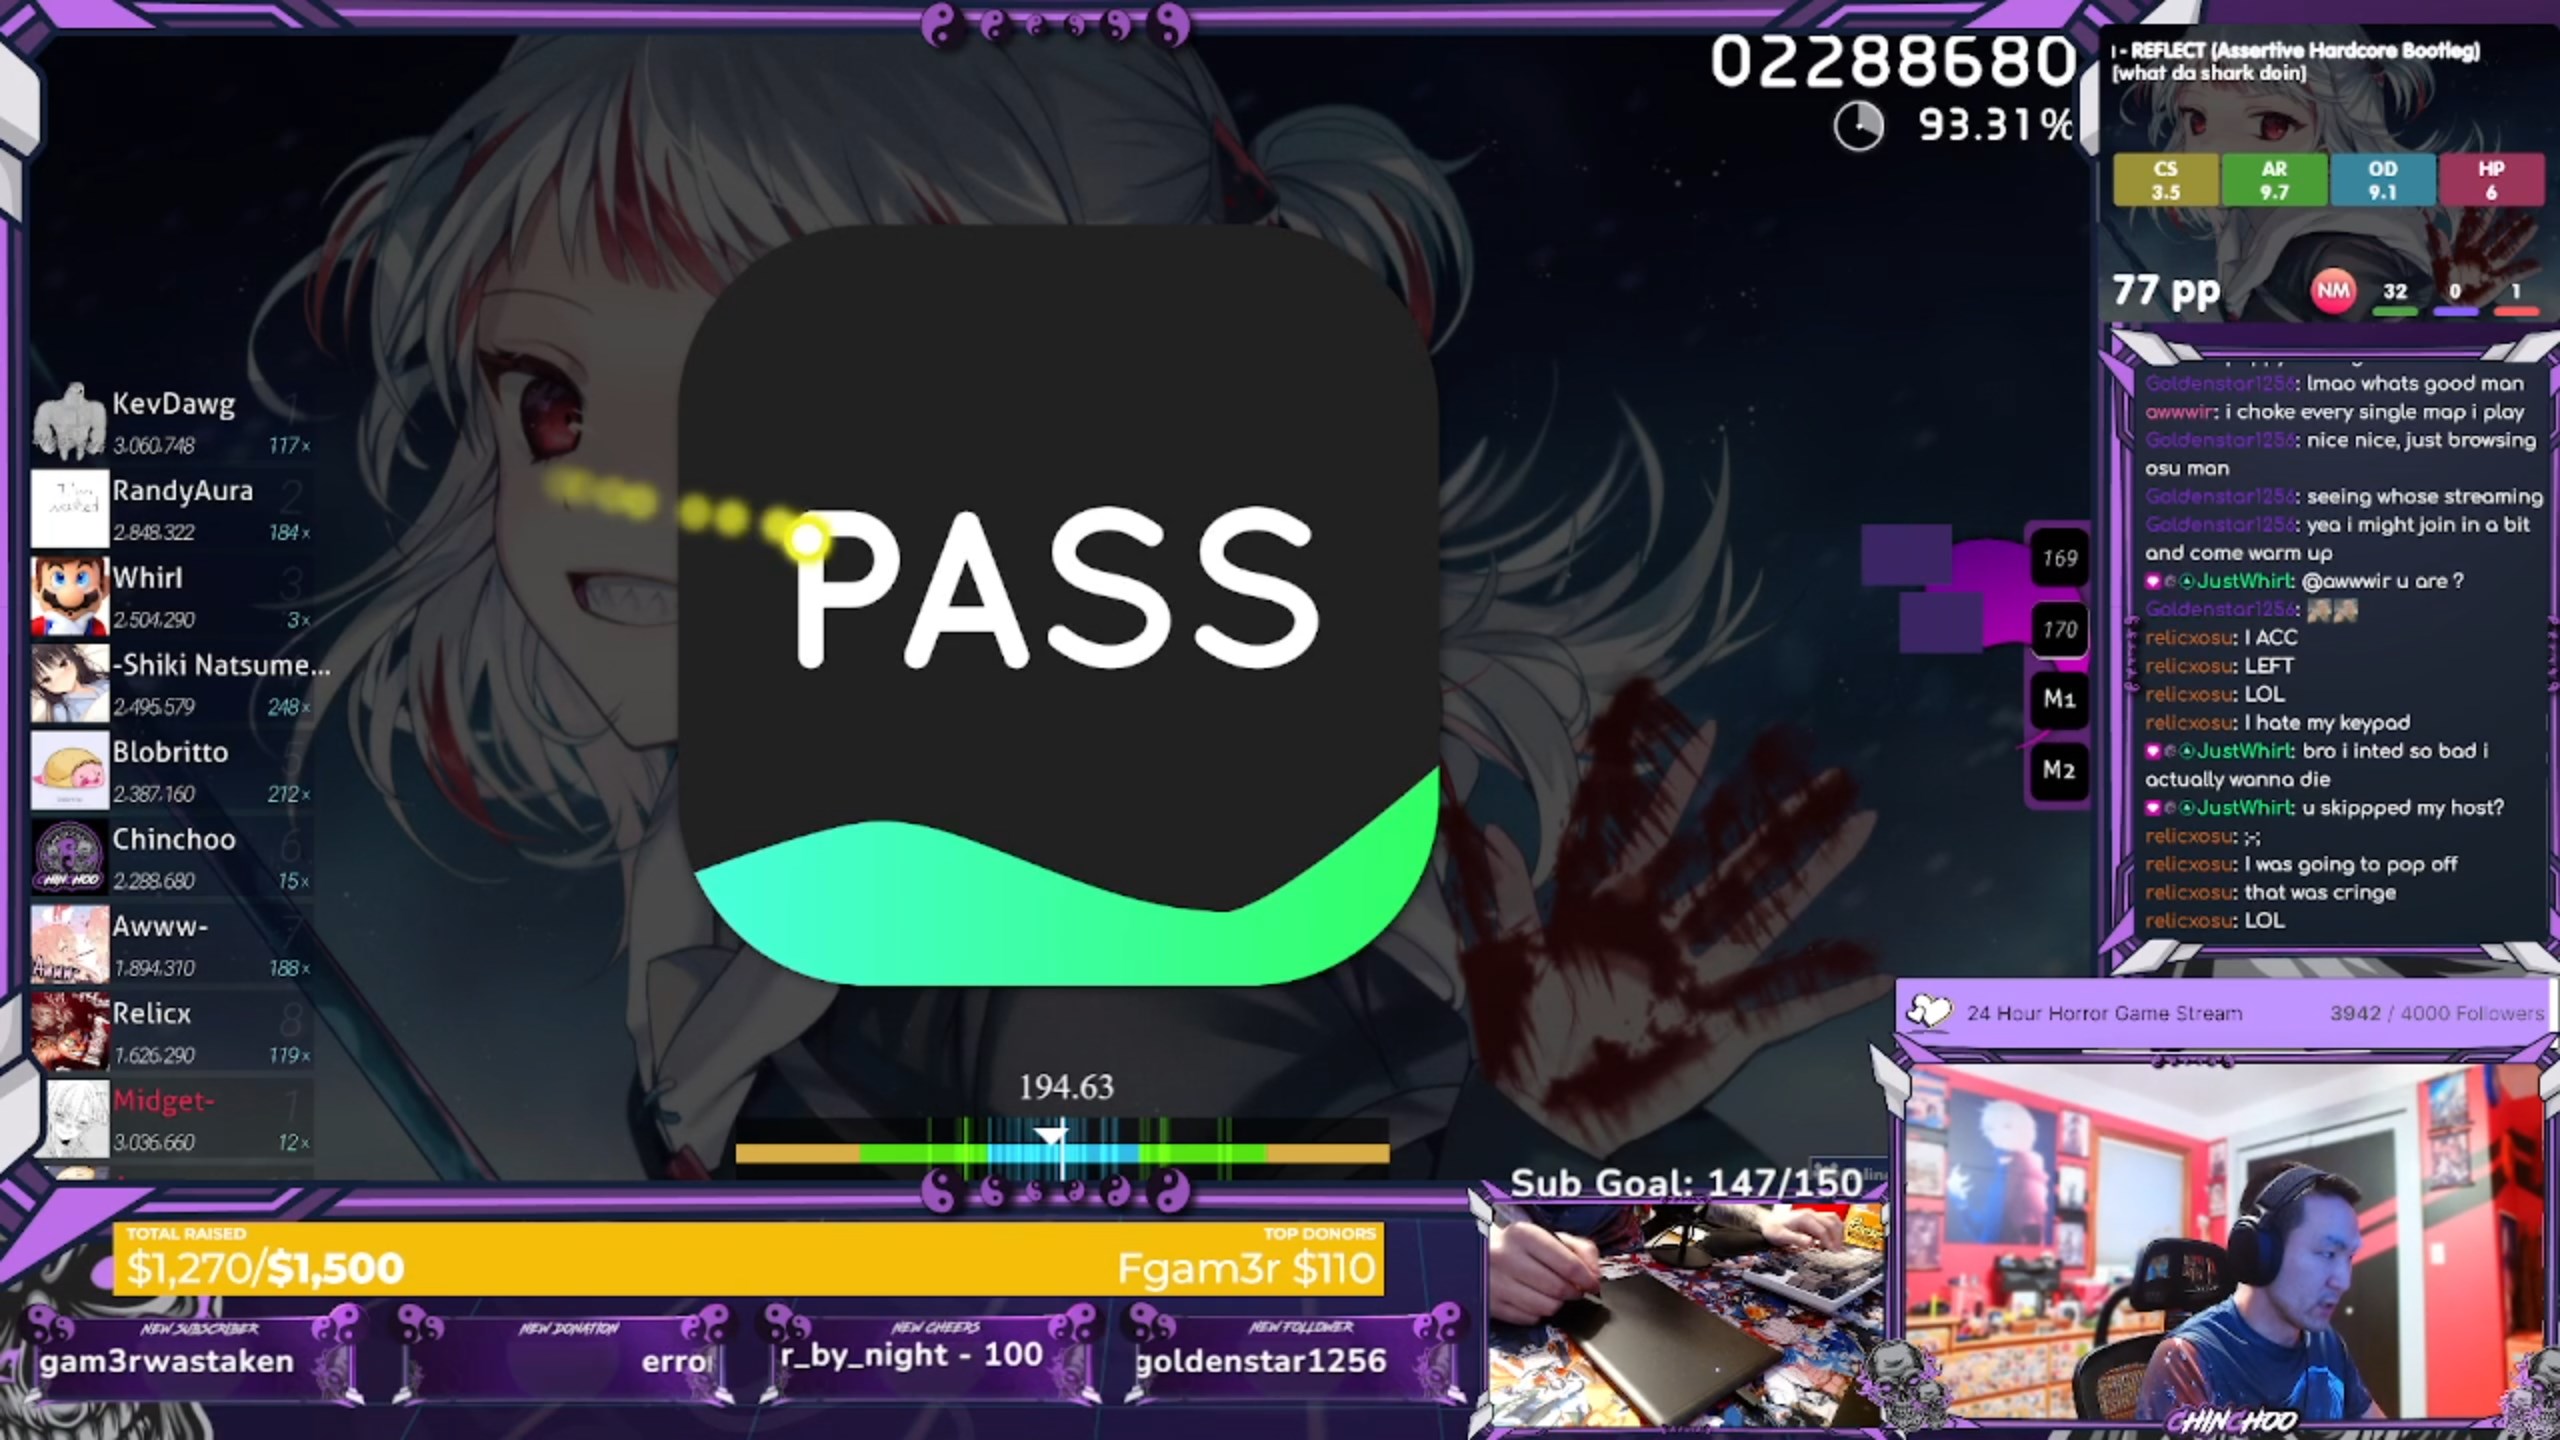 02288680
93.31%
- REFLECT (Assertive Hardcore Bootleg)
[what da shark doin]
CS
3.5
AR
9.7
OD
9.1
HP
6
77 pp
NM
32
0
1
KevDawg
1
3,060,748
117x
RandyAura
2
2,848,322
184x
Whirl
3
2,504,290
3x
-Shiki Natsume...
2,495,579
248x
Blobritto
5
2,387,160
212x
Chinchoo
6
2,288,680
15x
Awww-
7
1,894,310
188x
Relicx
8
1,626,290
119x
Midget-
1
3,036,660
12x
PASS
169
170
M1
M2
Goldenstar1256: lmao whats good man
awwwir: i choke every single map i play
Goldenstar1256: nice nice, just browsing
osu man
Goldenstar1256: seeing whose streaming
Goldenstar1256: yea i might join in a bit
and come warm up
JustWhirl: @awwwir u are ?
Goldenstar1256:
relicxosu: I ACC
relicxosu: LEFT
relicxosu: LOL
relicxosu: I hate my keypad
JustWhirl: bro i inted so bad i
actually wanna die
JustWhirl: u skippped my host?
relicxosu: ;-;
relicxosu: I was going to pop off
relicxosu: that was cringe
relicxosu: LOL
24 Hour Horror Game Stream
3942 / 4000 Followers
194.63
Sub Goal: 147/150
TOTAL RAISED
$1,270/$1,500
TOP DONORS
Fgam3r $110
NEW SUBSCRIBER
gam3rwastaken
NEW DONATION
erro
NEW CHEERS
r_by_night - 100
NEW FOLLOWER
goldenstar1256
CHINCHOO